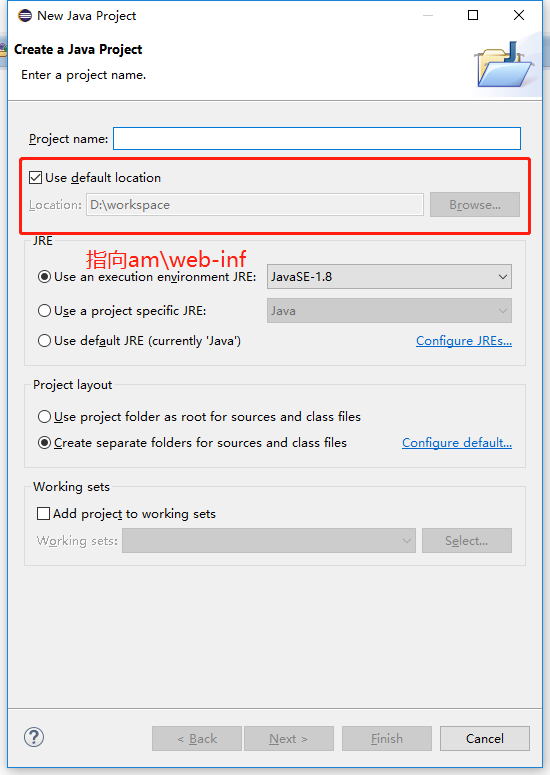 New Java Project
Create a Java Project
Enter a project name.
Project name:
Use default location
Location: D:\workspace Browse...
JRE
指向am\web-inf
Use an execution environment JRE: JavaSE-1.8
Use a project specific JRE: Java
Use default JRE (currently 'Java') Configure JREs...
Project layout
Use project folder as root for sources and class files
Create separate folders for sources and class files Configure default...
Working sets
Add project to working sets
Working sets: Select...
? < Back Next > Finish Cancel